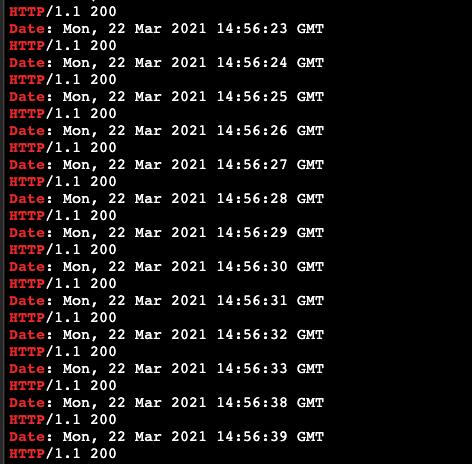 HTTP/1.1 200
Date: Mon, 22 Mar 2021 14:56:23 GMT
HTTP/1.1 200
Date: Mon, 22 Mar 2021 14:56:24 GMT
HTTP/1.1 200
Date: Mon, 22 Mar 2021 14:56:25 GMT
HTTP/1.1 200
Date: Mon, 22 Mar 2021 14:56:26 GMT
HTTP/1.1 200
Date: Mon, 22 Mar 2021 14:56:27 GMT
HTTP/1.1 200
Date: Mon, 22 Mar 2021 14:56:28 GMT
HTTP/1.1 200
Date: Mon, 22 Mar 2021 14:56:29 GMT
HTTP/1.1 200
Date: Mon, 22 Mar 2021 14:56:30 GMT
HTTP/1.1 200
Date: Mon, 22 Mar 2021 14:56:31 GMT
HTTP/1.1 200
Date: Mon, 22 Mar 2021 14:56:32 GMT
HTTP/1.1 200
Date: Mon, 22 Mar 2021 14:56:33 GMT
HTTP/1.1 200
Date: Mon, 22 Mar 2021 14:56:38 GMT
HTTP/1.1 200
Date: Mon, 22 Mar 2021 14:56:39 GMT
HTTP/1.1 200